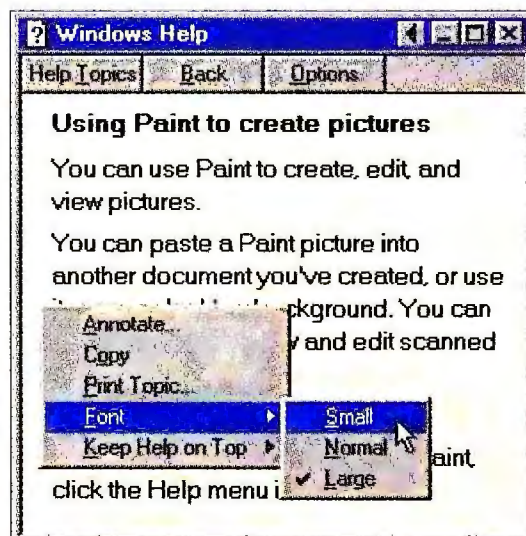 ? Windows Help
Help Topics Back Options
Using Paint to create pictures
You can use Paint to create, edit, and
view pictures.
You can paste a Paint picture into
another document you've created, or use
ckground. You can
and edit scanned
Annotate...
Copy
Print Topic...
Font
Keep Help on Top
Small
Normal
Large
aint,
click the Help menu i